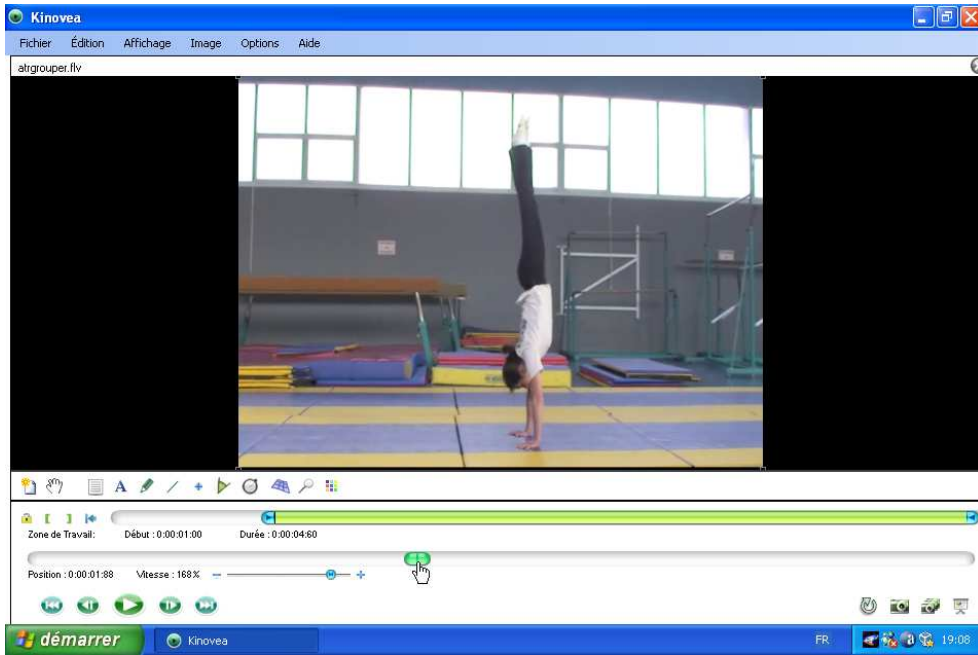 Kinovea
Fichier Édition Affichage Image Options Aide
atrgrouper.flv
A
Zone de Travail: Début : 0:00:01:00 Durée : 0:00:04:60
Position : 0:00:01:88 Vitesse : 168% 
démarrer Kinovea FR 19:08